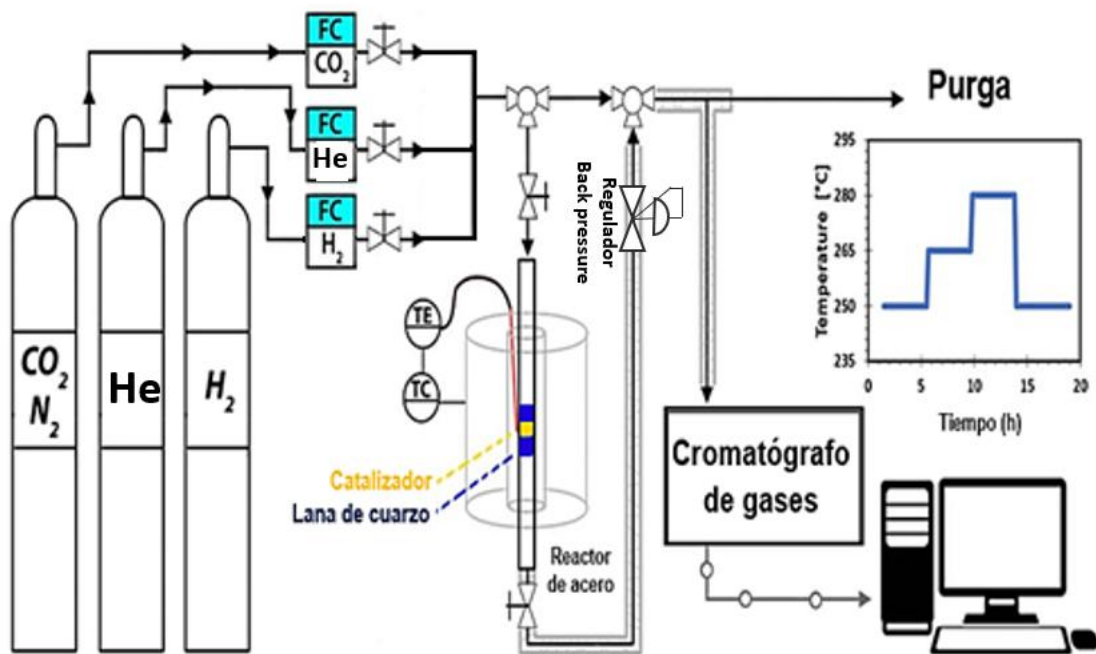 FC
CO2
FC
He
FC
H2
CO2
N2
He
H2
TE
TC
Catalizador
Lana de cuarzo
Reactor
de acero
Regulador
Back pressure
Purga
Temperature [°C]
295
280
265
250
235
0
5
10
15
20
Tiempo (h)
Cromatógrafo
de gases